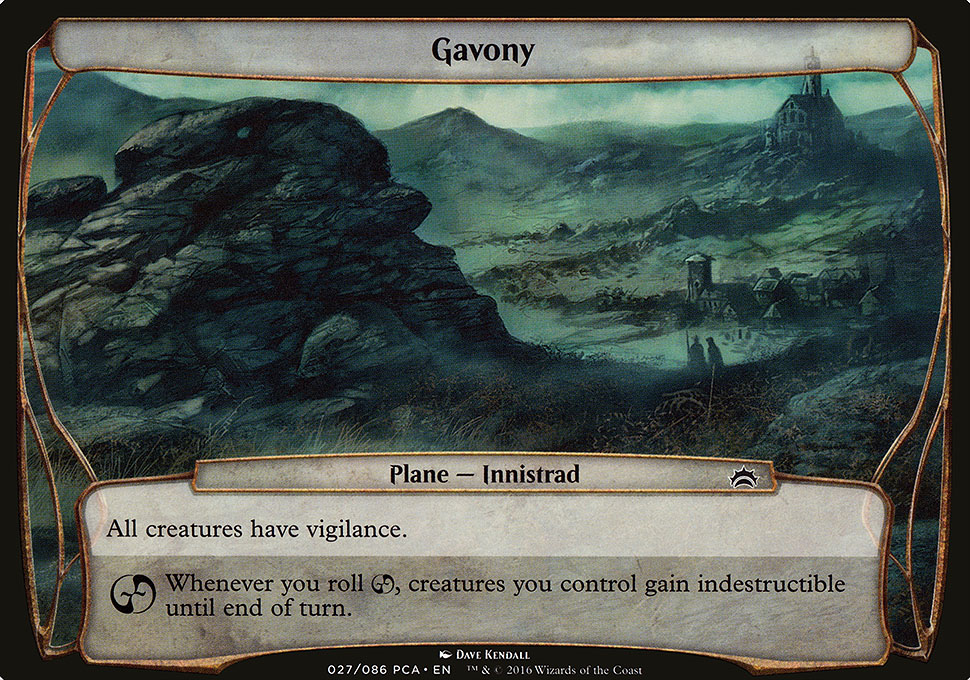 Gavony
Plane — Innistrad
All creatures have vigilance.
Whenever you roll , creatures you control gain indestructible
until end of turn.
Dave Kendall
027/086 PCA • EN ™ & © 2016 Wizards of the Coast